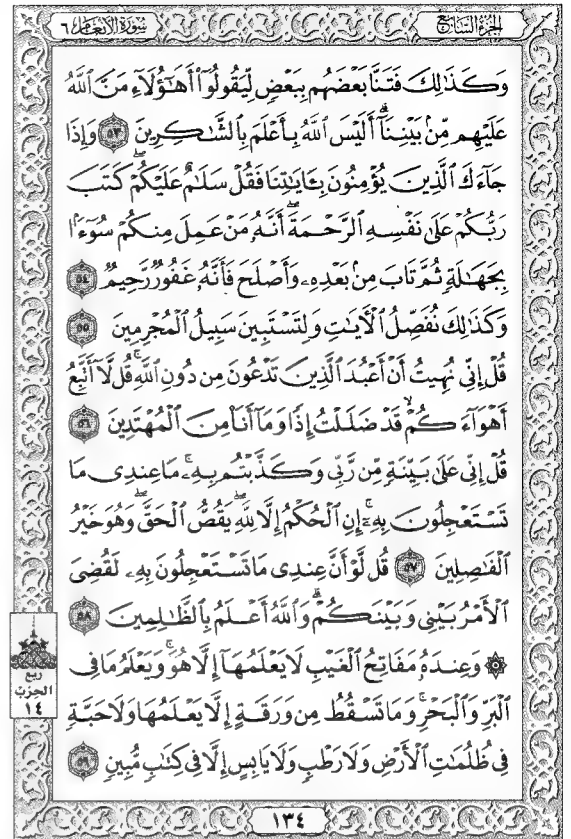 الجزء السابع
سورة الأنعام ٦
وَكَذَٰلِكَ فَتَنَّا بَعْضَهُم بِبَعْضٍ لِّيَقُولُوٓا۟ أَهَٰٓؤُلَآءِ مَنَّ ٱللَّهُ
عَلَيْهِم مِّنۢ بَيْنِنَآ ۗ أَلَيْسَ ٱللَّهُ بِأَعْلَمَ بِٱلشَّٰكِرِينَ ٥٣ وَإِذَا
جَآءَكَ ٱلَّذِينَ يُؤْمِنُونَ بِـَٔايَٰتِنَا فَقُلْ سَلَٰمٌ عَلَيْكُمْ ۖ كَتَبَ
رَبُّكُمْ عَلَىٰ نَفْسِهِ ٱلرَّحْمَةَ ۖ أَنَّهُۥ مَنْ عَمِلَ مِنكُمْ سُوٓءًۢا
بِجَهَٰلَةٍ ثُمَّ تَابَ مِنۢ بَعْدِهِۦ وَأَصْلَحَ فَأَنَّهُۥ غَفُورٌ رَّحِيمٌ ٥٤
وَكَذَٰلِكَ نُفَصِّلُ ٱلْـَٔايَٰتِ وَلِتَسْتَبِينَ سَبِيلُ ٱلْمُجْرِمِينَ ٥٥
قُلْ إِنِّى نُهِيتُ أَنْ أَعْبُدَ ٱلَّذِينَ تَدْعُونَ مِن دُونِ ٱللَّهِ ۚ قُل لَّآ أَتَّبِعُ
أَهْوَآءَكُمْ ۙ قَدْ ضَلَلْتُ إِذًا وَمَآ أَنَا۠ مِنَ ٱلْمُهْتَدِينَ ٥٦
قُلْ إِنِّى عَلَىٰ بَيِّنَةٍ مِّن رَّبِّى وَكَذَّبْتُم بِهِۦ ۚ مَا عِندِى مَا
تَسْتَعْجِلُونَ بِهِۦٓ ۚ إِنِ ٱلْحُكْمُ إِلَّا لِلَّهِ ۖ يَقُصُّ ٱلْحَقَّ ۖ وَهُوَ خَيْرُ
ٱلْفَٰصِلِينَ ٥٧ قُل لَّوْ أَنَّ عِندِى مَا تَسْتَعْجِلُونَ بِهِۦ لَقُضِىَ
ٱلْأَمْرُ بَيْنِى وَبَيْنَكُمْ ۗ وَٱللَّهُ أَعْلَمُ بِٱلظَّٰلِمِينَ ٥٨
۞ وَعِندَهُۥ مَفَاتِحُ ٱلْغَيْبِ لَا يَعْلَمُهَآ إِلَّا هُوَ ۚ وَيَعْلَمُ مَا فِى
ٱلْبَرِّ وَٱلْبَحْرِ ۚ وَمَا تَسْقُطُ مِن وَرَقَةٍ إِلَّا يَعْلَمُهَا وَلَا حَبَّةٍ
فِى ظُلُمَٰتِ ٱلْأَرْضِ وَلَا رَطْبٍ وَلَا يَابِسٍ إِلَّا فِى كِتَٰبٍ مُّبِينٍ ٥٩
ربع
الحزب
١٤
١٣٤